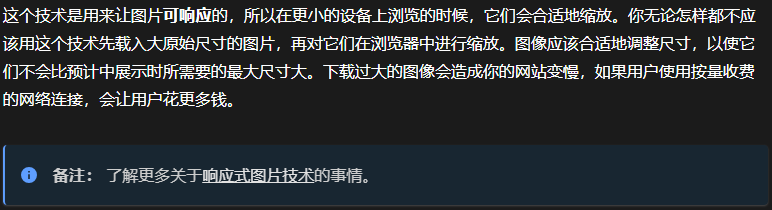 这个技术是用来让图片可响应的，所以在更小的设备上浏览的时候，它们会合适地缩放。你无论怎样都不应
该用这个技术先载入大原始尺寸的图片，再对它们在浏览器中进行缩放。图像应该合适地调整尺寸，以使它
们不会比预计中展示时所需要的最大尺寸大。下载过大的图像会造成你的网站变慢，如果用户使用按量收费
的网络连接，会让用户花更多钱。
备注： 了解更多关于响应式图片技术的事情。